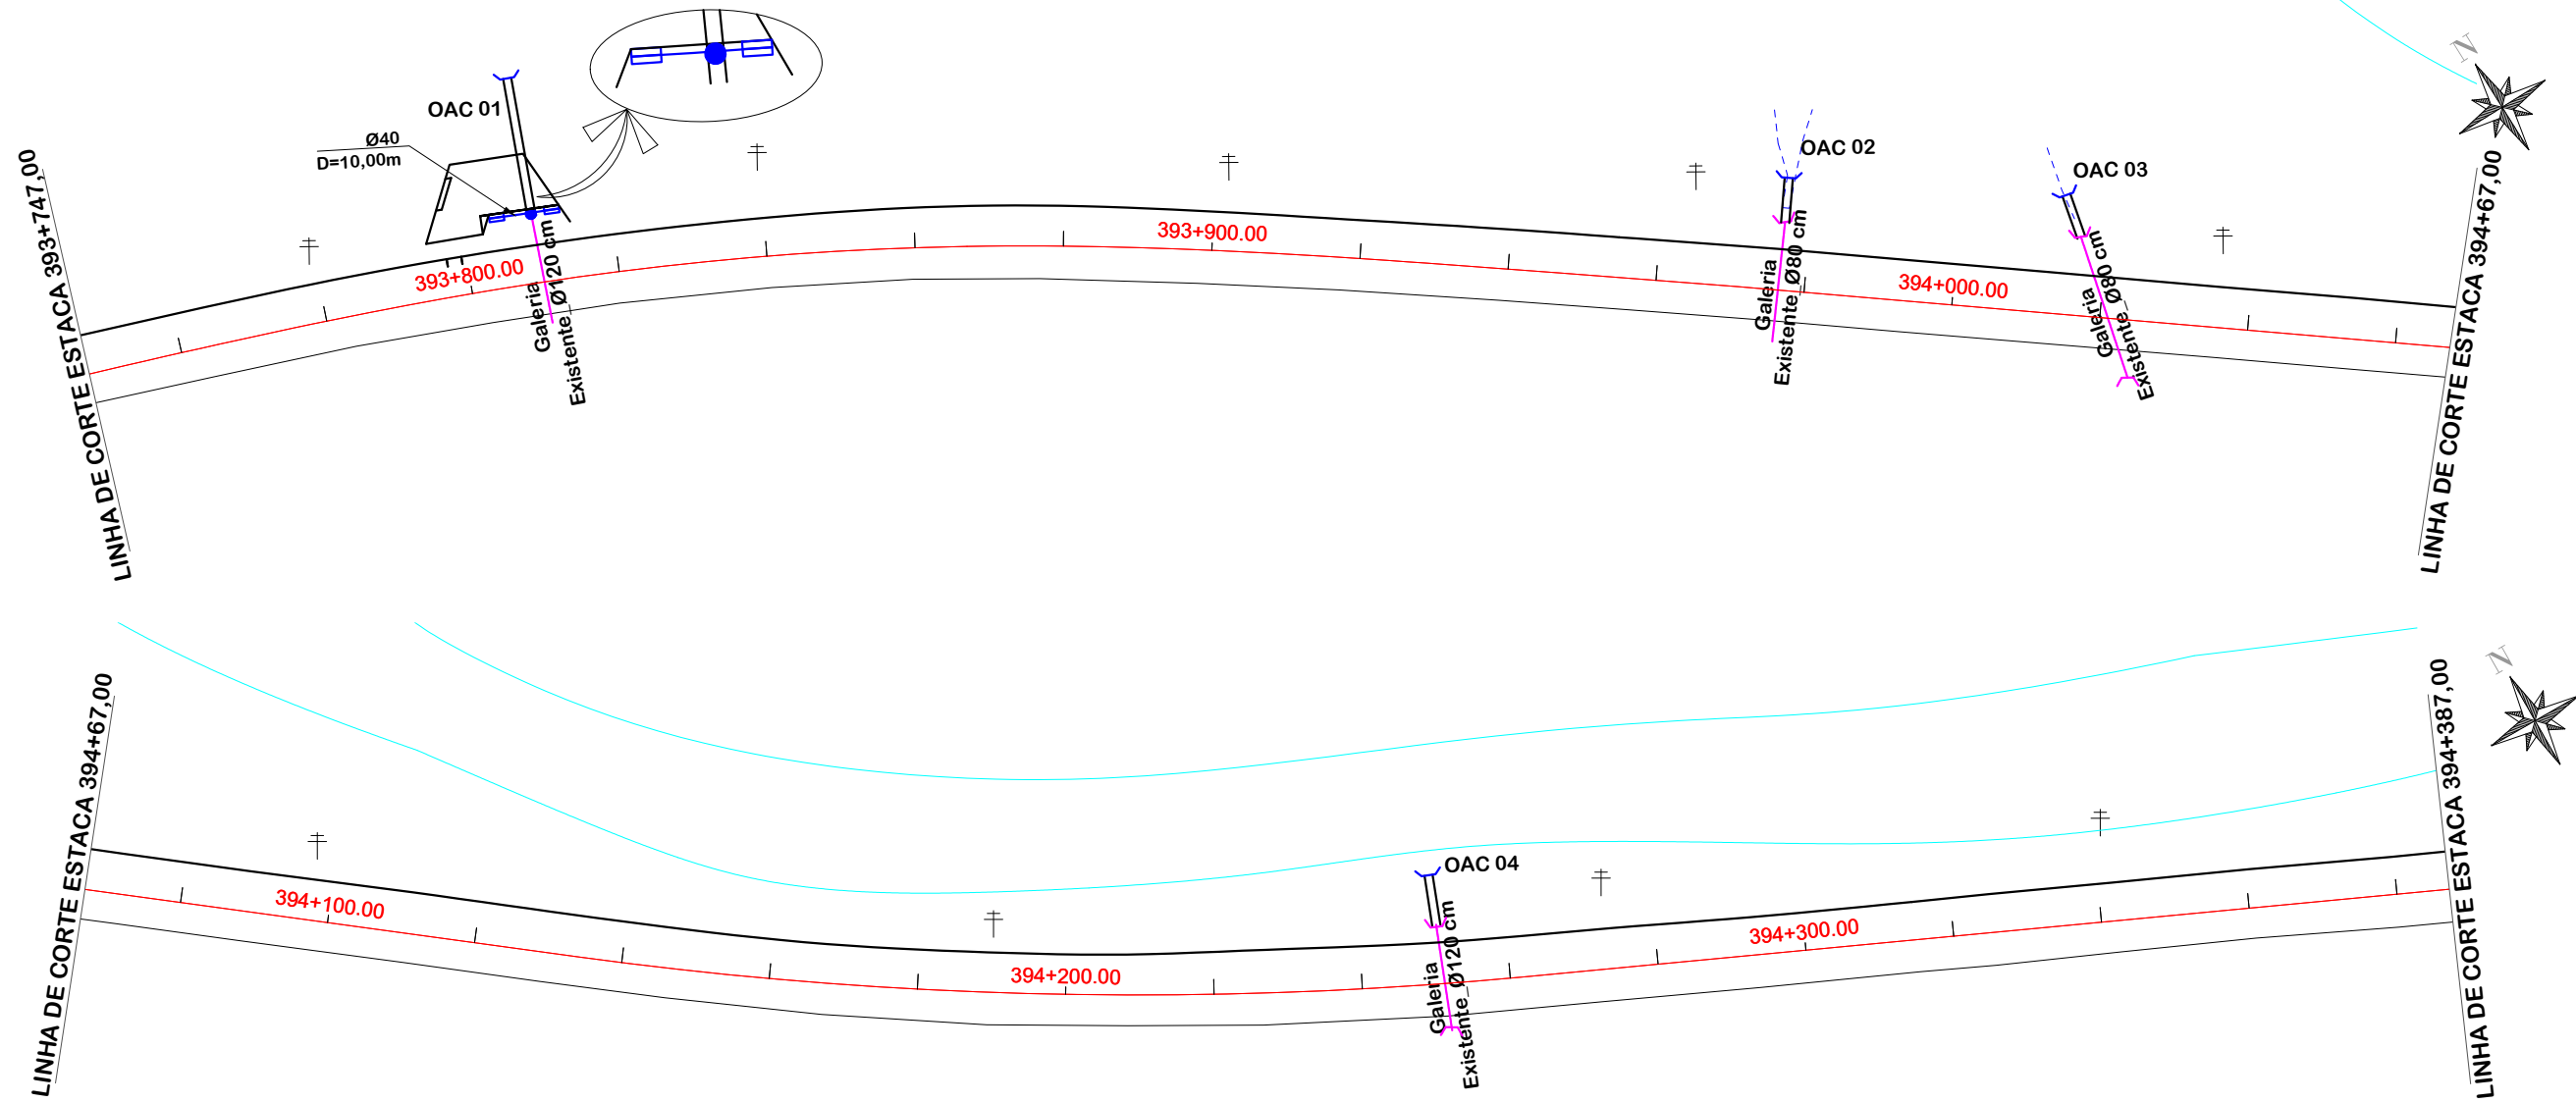 N
OAC 01
Ø40
D=10,00m
OAC 02
OAC 03
LINHA DE CORTE ESTACA 393+747,00
393+800.00
Galeria
Existente_Ø120 cm
393+900.00
Galeria
Existente_Ø80 cm
394+000.00
Galeria
Existente_Ø80 cm
LINHA DE CORTE ESTACA 394+67,00
N
LINHA DE CORTE ESTACA 394+67,00
394+100.00
394+200.00
OAC 04
Galeria
Existente_Ø120 cm
394+300.00
LINHA DE CORTE ESTACA 394+387,00